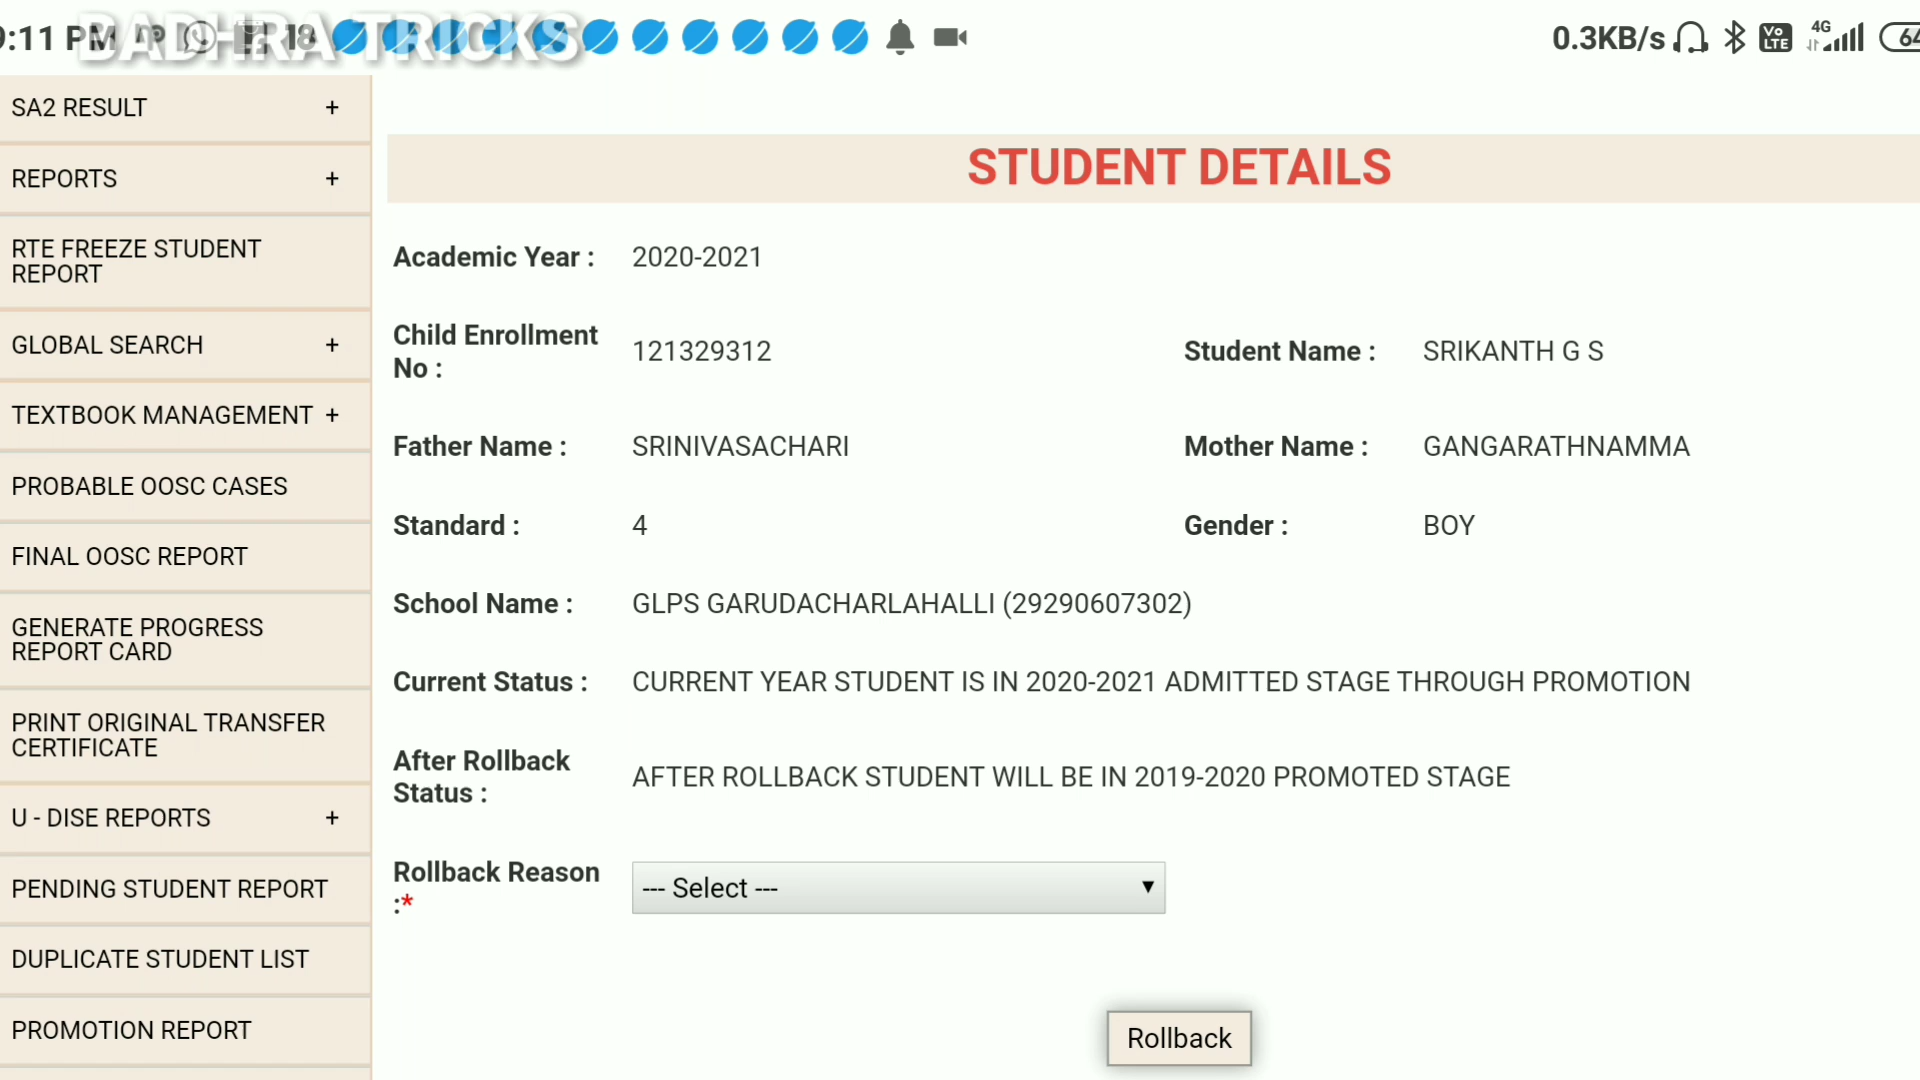 :11 PM
BADHRA TRICKS
0.3KB/s
Vo LTE
4G
64
SA2 RESULT +
REPORTS +
RTE FREEZE STUDENT
REPORT
GLOBAL SEARCH +
TEXTBOOK MANAGEMENT +
PROBABLE OOSC CASES
FINAL OOSC REPORT
GENERATE PROGRESS
REPORT CARD
PRINT ORIGINAL TRANSFER
CERTIFICATE
U - DISE REPORTS +
PENDING STUDENT REPORT
DUPLICATE STUDENT LIST
PROMOTION REPORT
STUDENT DETAILS
Academic Year : 2020-2021
Child Enrollment
No : 121329312 Student Name : SRIKANTH G S
Father Name : SRINIVASACHARI Mother Name : GANGARATHNAMMA
Standard : 4 Gender : BOY
School Name : GLPS GARUDACHARLAHALLI (29290607302)
Current Status : CURRENT YEAR STUDENT IS IN 2020-2021 ADMITTED STAGE THROUGH PROMOTION
After Rollback
Status : AFTER ROLLBACK STUDENT WILL BE IN 2019-2020 PROMOTED STAGE
Rollback Reason
:* --- Select ---
Rollback